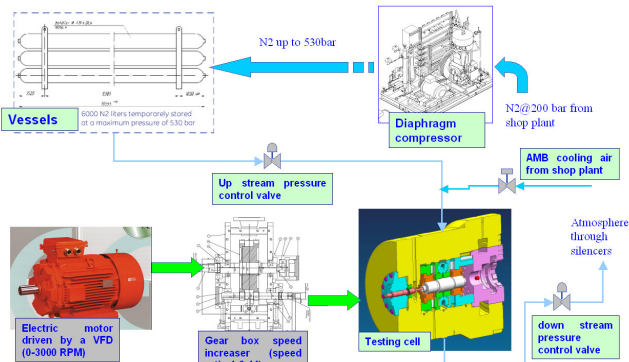 N2 up to 530bar
N2@200 bar from
shop plant
Vessels
6000 N2 liters temporarely stored
at a maximum pressure of 530 bar
Diaphragm
compressor
AMB cooling air
from shop plant
Up stream pressure
control valve
Atmosphere
through
silencers
Electric motor
driven by a VFD
(0-3000 RPM)
Gear box speed
increaser (speed
Testing cell
down stream
pressure
control valve